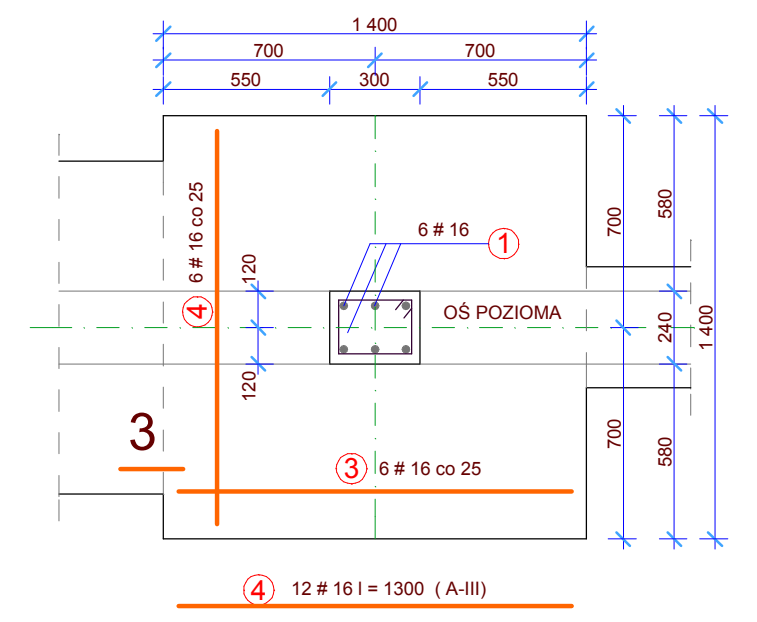 1 400
700 700
550 300 550
6 # 16 co 25
4
120
120
6 # 16 1
OŚ POZIOMA
700
700
580
240
580
1 400
3
3 6 # 16 co 25
4 12 # 16 l = 1300 ( A-III)